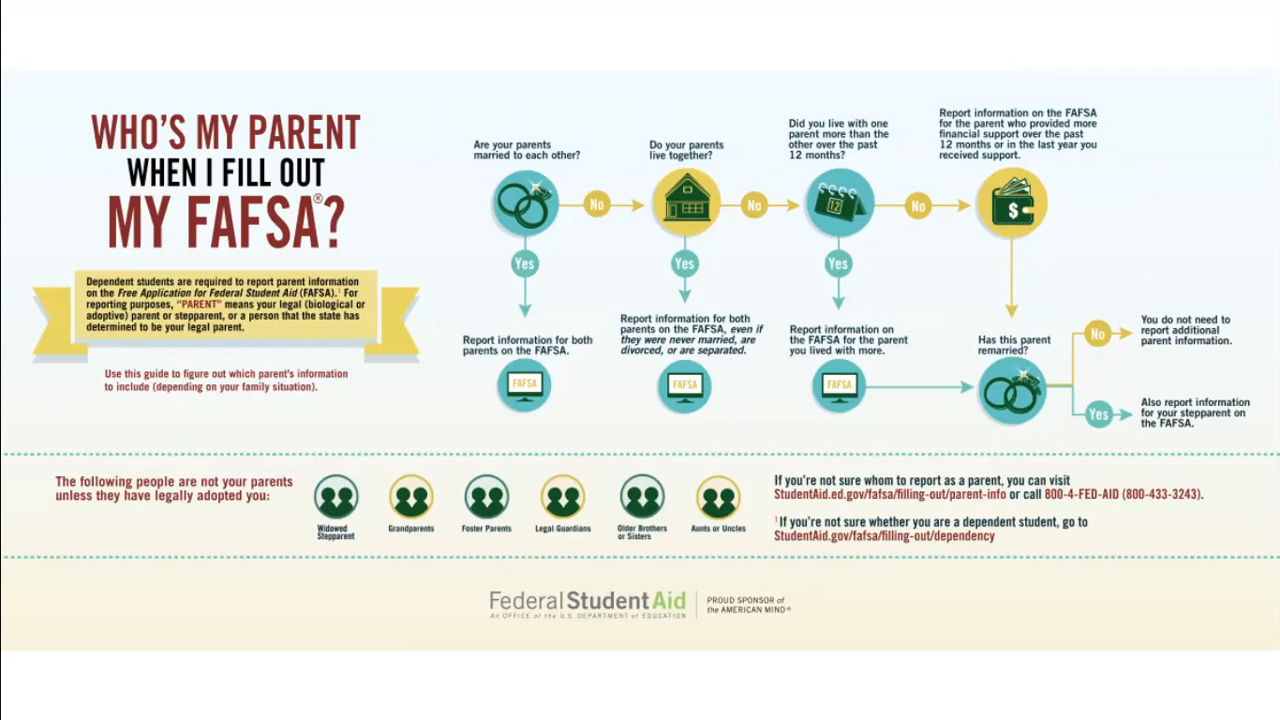 WHO'S MY PARENT
WHEN I FILL OUT
MY FAFSA®?
Dependent students are required to report parent information
on the Free Application for Federal Student Aid (FAFSA).¹ For
reporting purposes, "PARENT" means your legal (biological or
adoptive) parent or stepparent, or a person that the state has
determined to be your legal parent.
Use this guide to figure out which parent's information
to include (depending on your family situation).
Are your parents
married to each other?
No
Yes
Report information for both
parents on the FAFSA.
FAFSA
Do your parents
live together?
No
Yes
Report information for both
parents on the FAFSA, even if
they were never married, are
divorced, or are separated.
FAFSA
Did you live with one
parent more than the
other over the past
12 months?
12
No
Yes
Report information on
the FAFSA for the parent
you lived with more.
FAFSA
Report information on the FAFSA
for the parent who provided more
financial support over the past
12 months or in the last year you
received support.
$
Has this parent
remarried?
No
You do not need to
report additional
parent information.
Yes
Also report information
for your stepparent on
the FAFSA.
The following people are not your parents
unless they have legally adopted you:
Widowed
Stepparent
Grandparents
Foster Parents
Legal Guardians
Older Brothers
or Sisters
Aunts or Uncles
If you're not sure whom to report as a parent, you can visit
StudentAid.ed.gov/fafsa/filling-out/parent-info or call 800-4-FED-AID (800-433-3243).
¹ If you're not sure whether you are a dependent student, go to
StudentAid.gov/fafsa/filling-out/dependency
Federal Student Aid
An OFFICE of the U.S. DEPARTMENT of EDUCATION
PROUD SPONSOR of
the AMERICAN MIND®